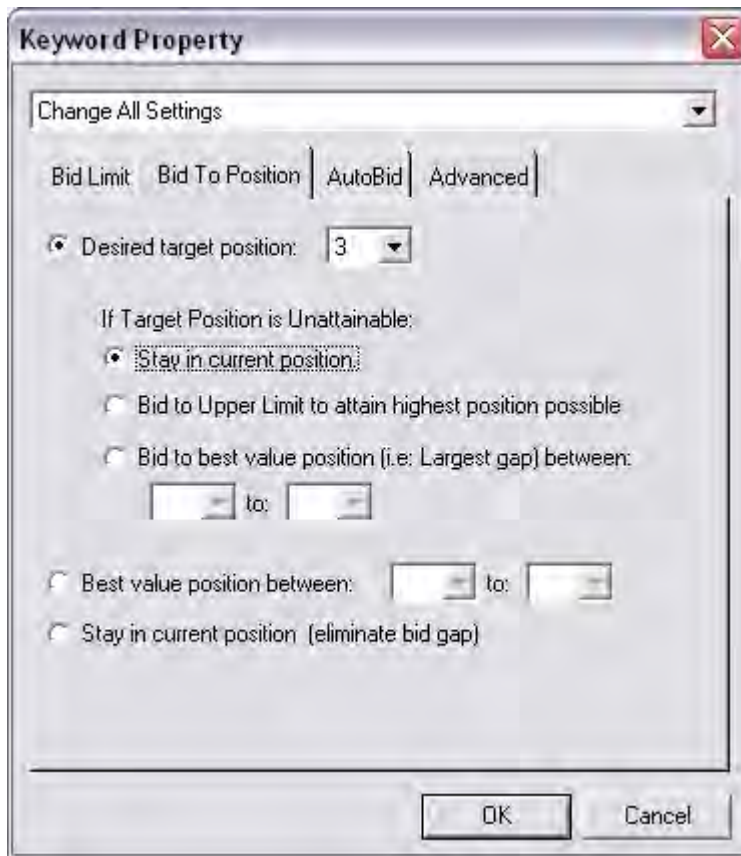 Keyword Property
Change All Settings
Bid Limit Bid To Position AutoBid Advanced
Desired target position: 3
If Target Position is Unattainable:
Stay in current position
Bid to Upper Limit to attain highest position possible
Bid to best value position (i.e: Largest gap) between:
to:
Best value position between: to:
Stay in current position (eliminate bid gap)
OK Cancel